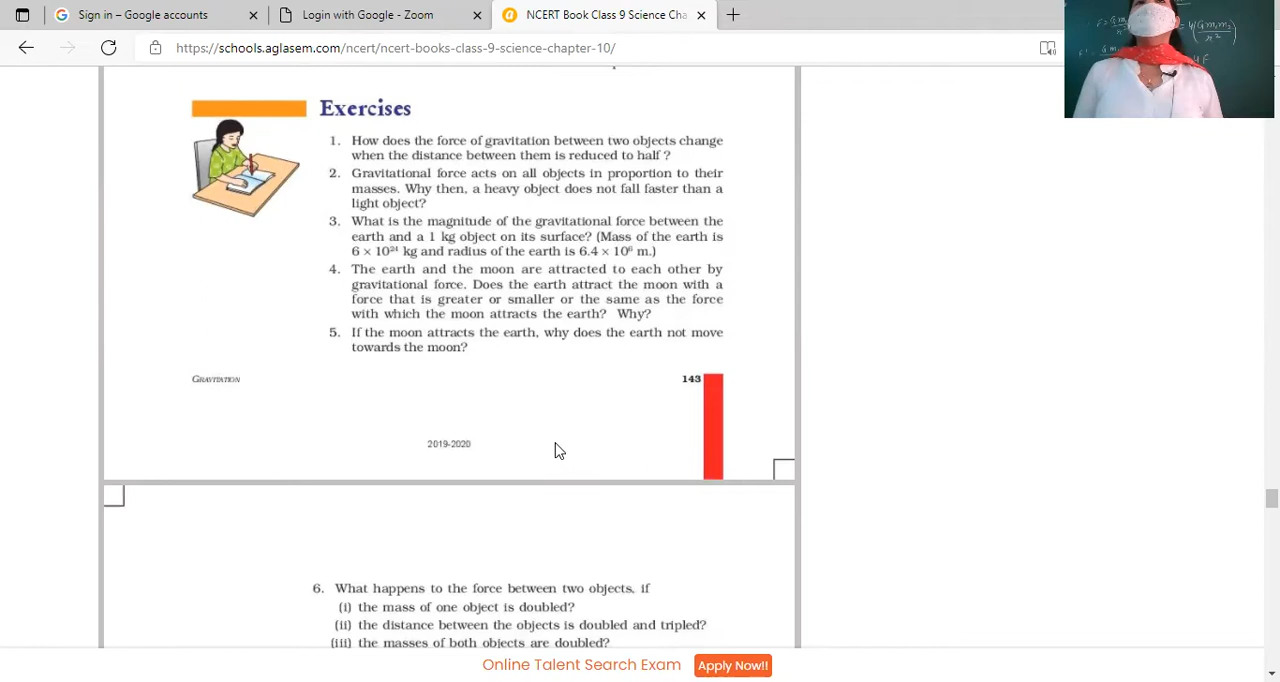 Sign in – Google accounts
Login with Google - Zoom
NCERT Book Class 9 Science Cha
https://schools.aglasem.com/ncert/ncert-books-class-9-science-chapter-10/
Exercises
1. How does the force of gravitation between two objects change
when the distance between them is reduced to half ?
2. Gravitational force acts on all objects in proportion to their
masses. Why then, a heavy object does not fall faster than a
light object?
3. What is the magnitude of the gravitational force between the
earth and a 1 kg object on its surface? (Mass of the earth is
6 × 10²⁴ kg and radius of the earth is 6.4 × 10⁶ m.)
4. The earth and the moon are attracted to each other by
gravitational force. Does the earth attract the moon with a
force that is greater or smaller or the same as the force
with which the moon attracts the earth? Why?
5. If the moon attracts the earth, why does the earth not move
towards the moon?
GRAVITATION
143
2019-2020
6. What happens to the force between two objects, if
(i) the mass of one object is doubled?
(ii) the distance between the objects is doubled and tripled?
(iii) the masses of both objects are doubled?
Online Talent Search Exam
Apply Now!!